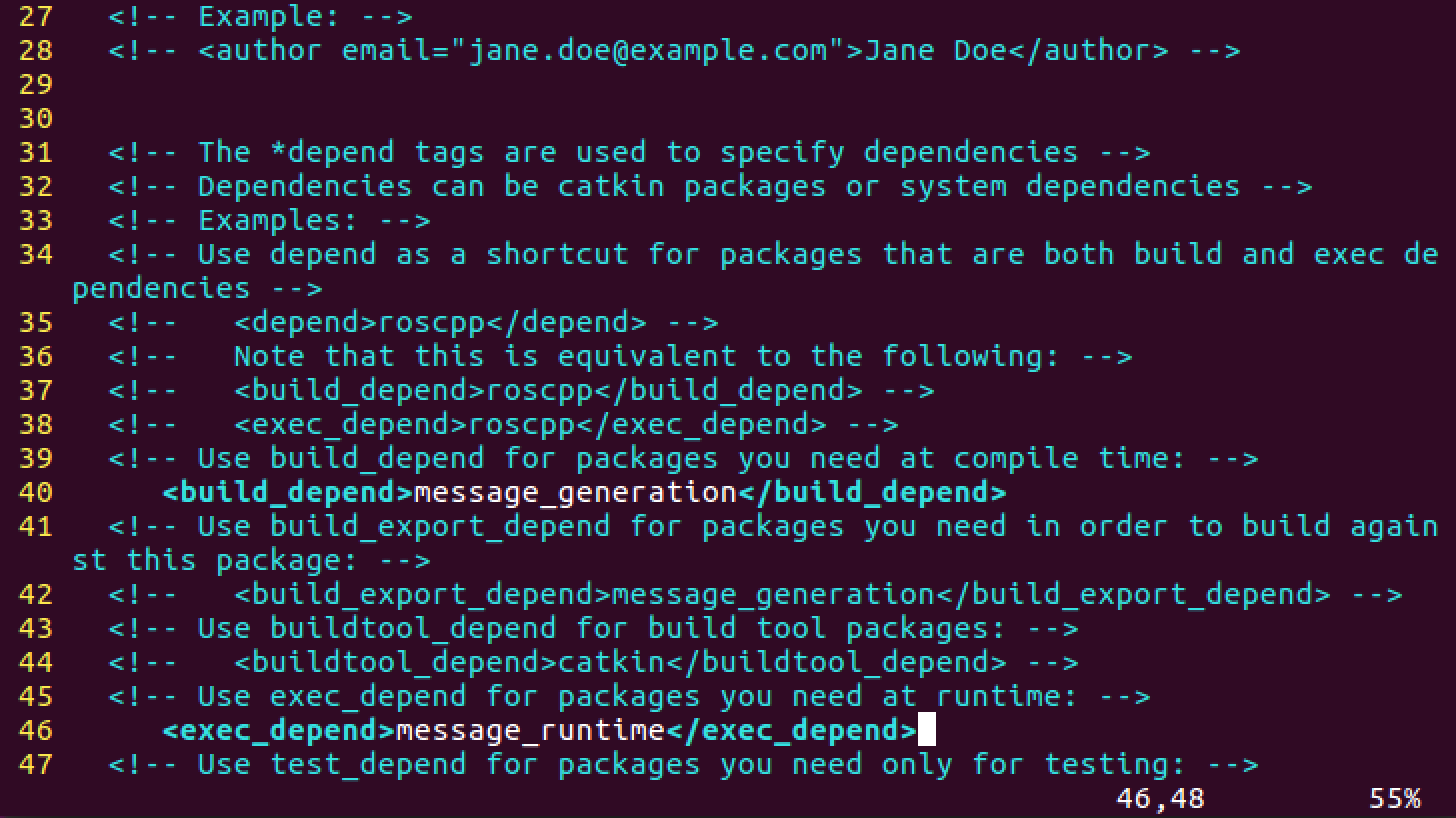 27   <!-- Example: -->
28   <!-- <author email="jane.doe@example.com">Jane Doe</author> -->
29
30
31   <!-- The *depend tags are used to specify dependencies -->
32   <!-- Dependencies can be catkin packages or system dependencies -->
33   <!-- Examples: -->
34   <!-- Use depend as a shortcut for packages that are both build and exec de
pendencies -->
35   <!--   <depend>roscpp</depend> -->
36   <!--   Note that this is equivalent to the following: -->
37   <!--   <build_depend>roscpp</build_depend> -->
38   <!--   <exec_depend>roscpp</exec_depend> -->
39   <!-- Use build_depend for packages you need at compile time: -->
40      <build_depend>message_generation</build_depend>
41   <!-- Use build_export_depend for packages you need in order to build again
st this package: -->
42   <!--   <build_export_depend>message_generation</build_export_depend> -->
43   <!-- Use buildtool_depend for build tool packages: -->
44   <!--   <buildtool_depend>catkin</buildtool_depend> -->
45   <!-- Use exec_depend for packages you need at runtime: -->
46      <exec_depend>message_runtime</exec_depend>
47   <!-- Use test_depend for packages you need only for testing: -->
46,48         55%